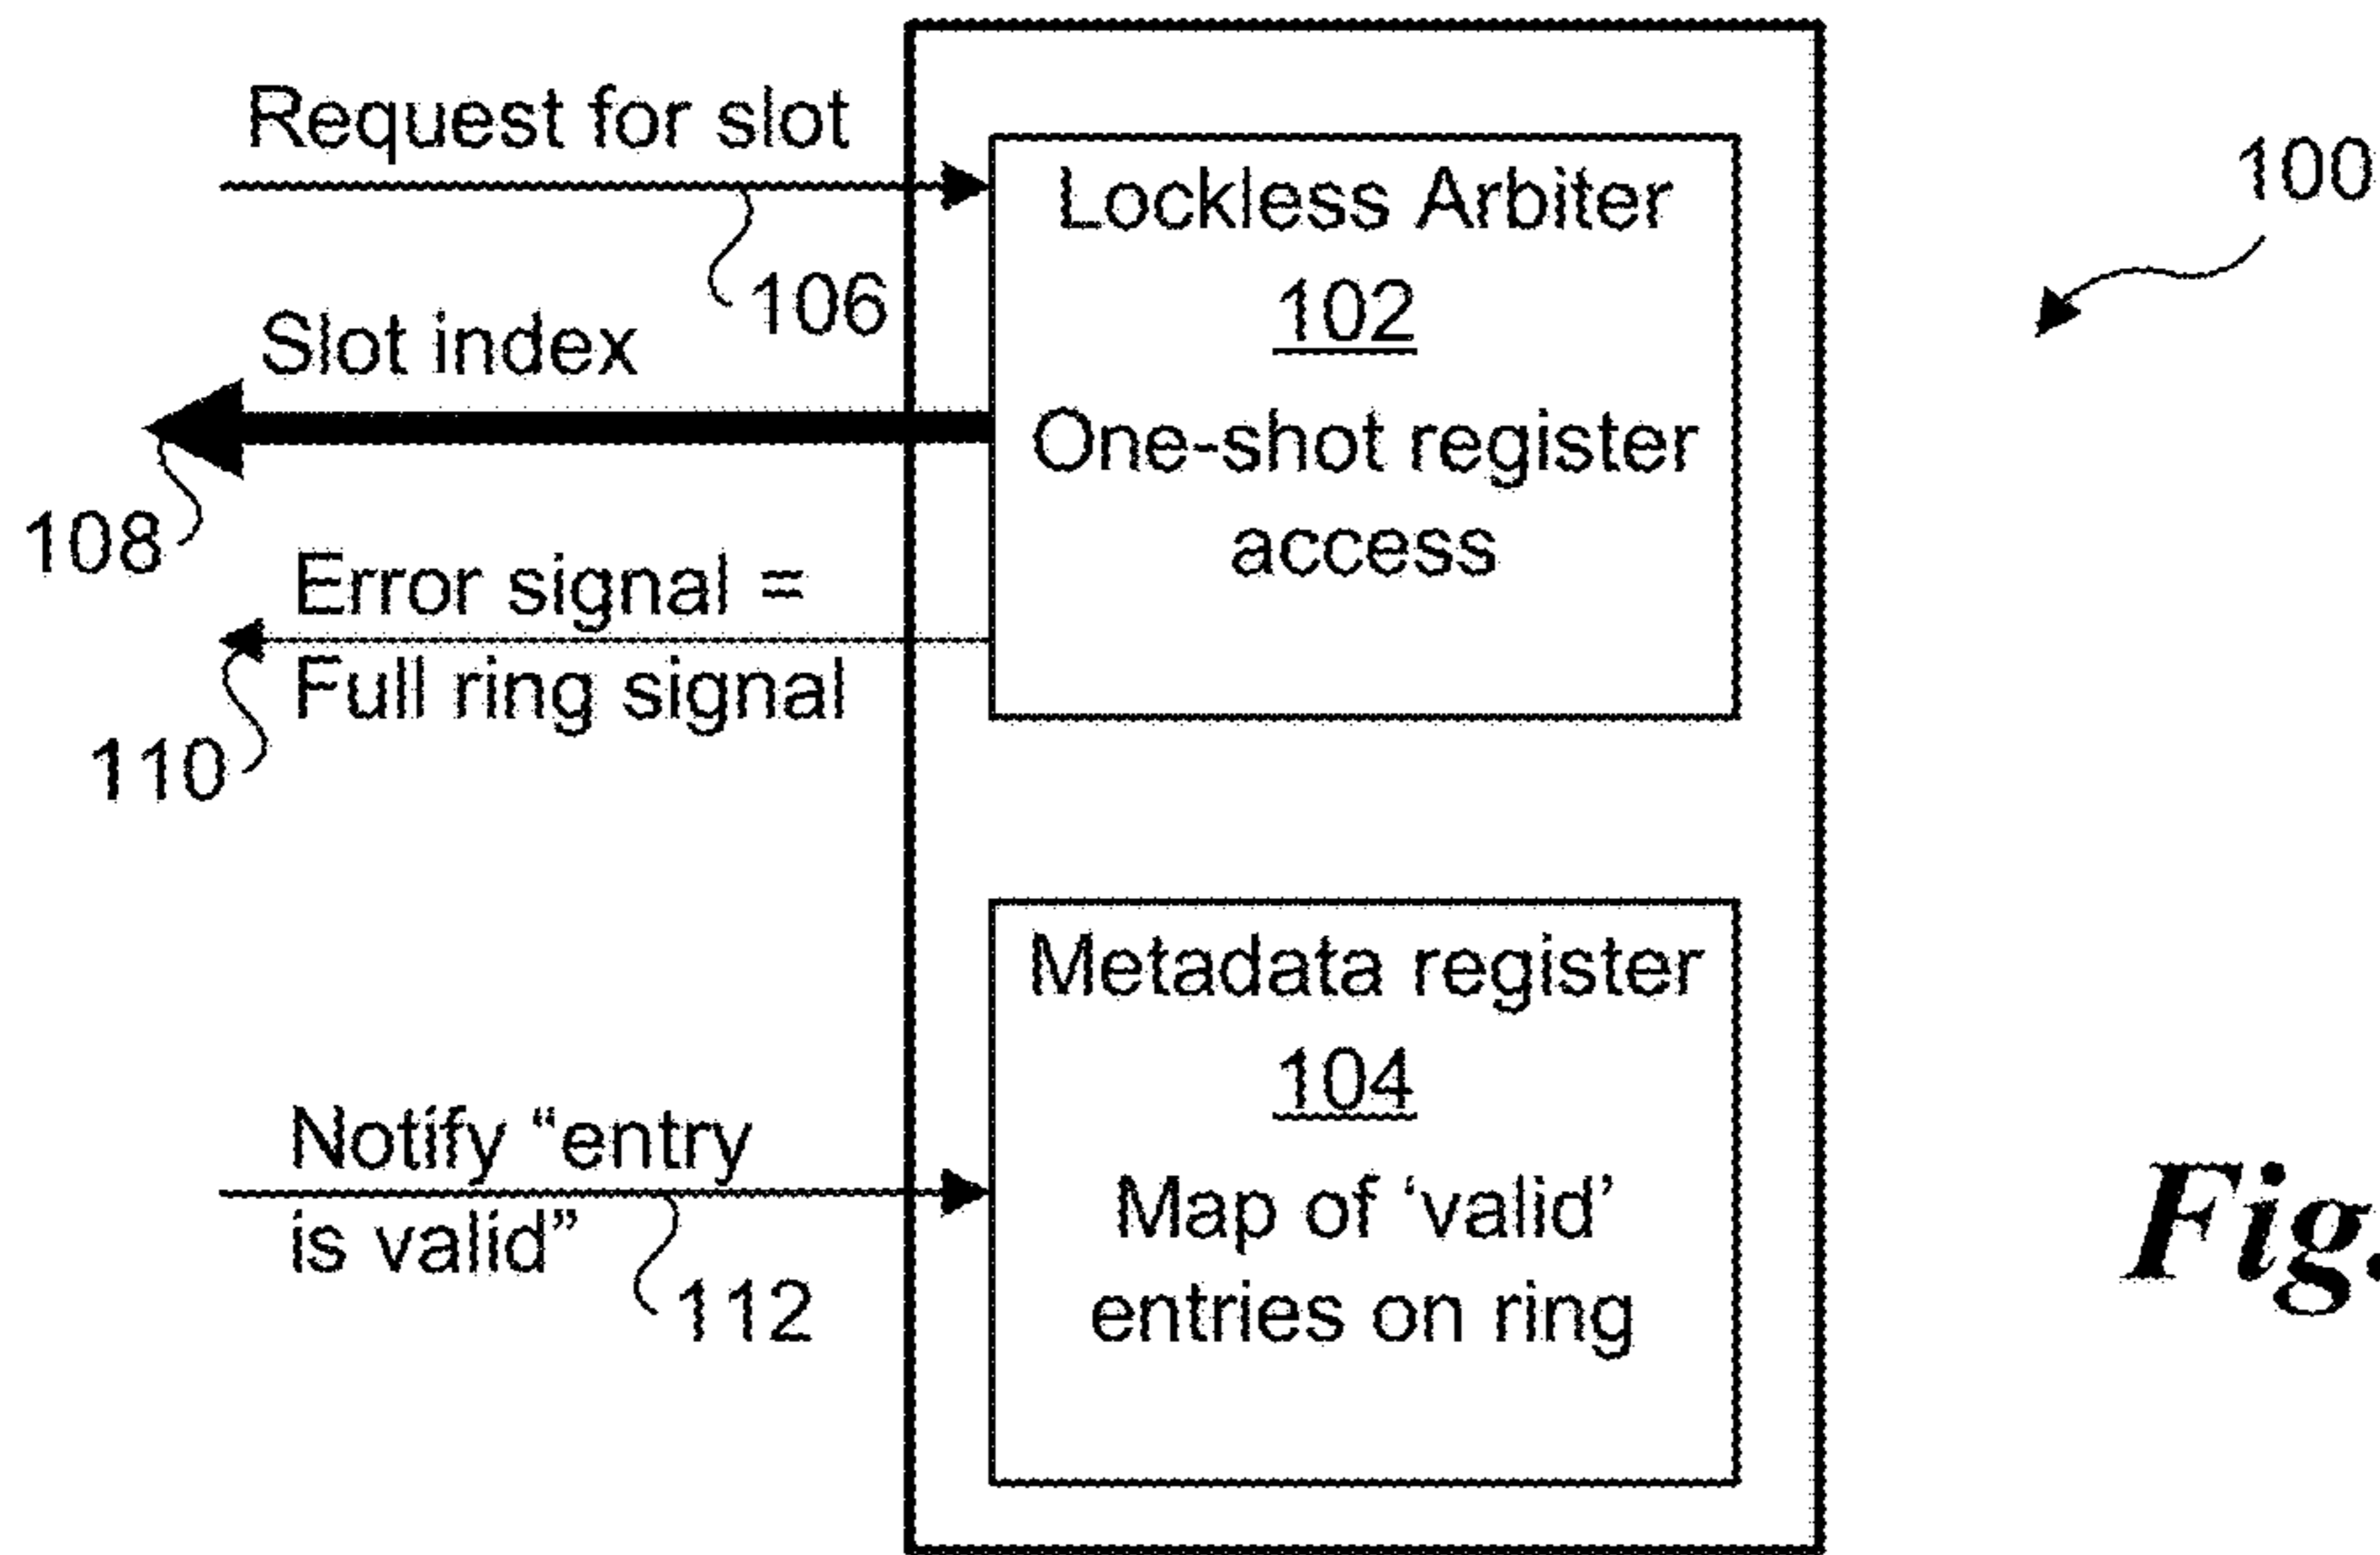 Request for slot
106
Slot index
108
Error signal =
Full ring signal
110
Notify “entry
is valid”
112
Lockless Arbiter
102
One-shot register
access
Metadata register
104
Map of ‘valid’
entries on ring
100
Fig.